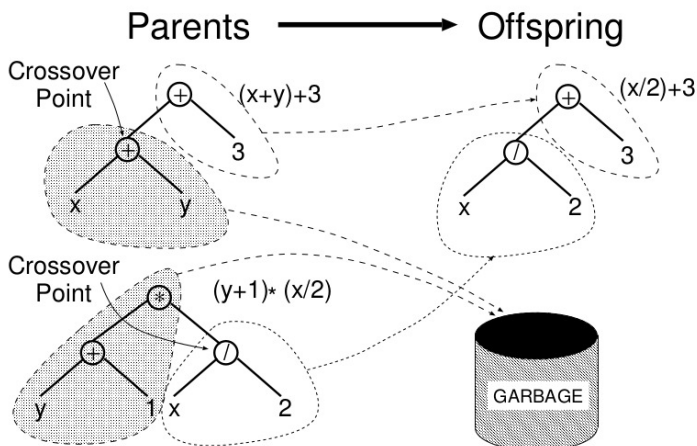 Parents
Offspring
Crossover
Point
+
(x+y)+3
+
3
x
y
+
(x/2)+3
/
3
x
2
Crossover
Point
*
(y+1)* (x/2)
+
/
y
1
x
2
GARBAGE